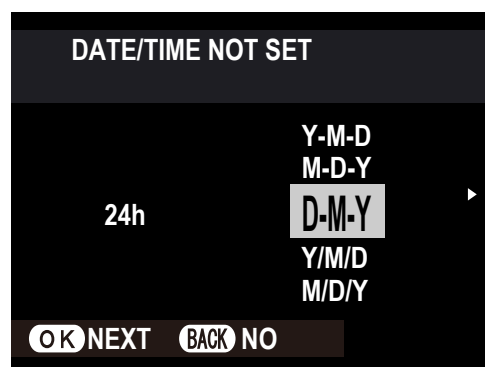 DATE/TIME NOT SET
Y-M-D
M-D-Y
24h D-M-Y
Y/M/D
M/D/Y
OK NEXT BACK NO